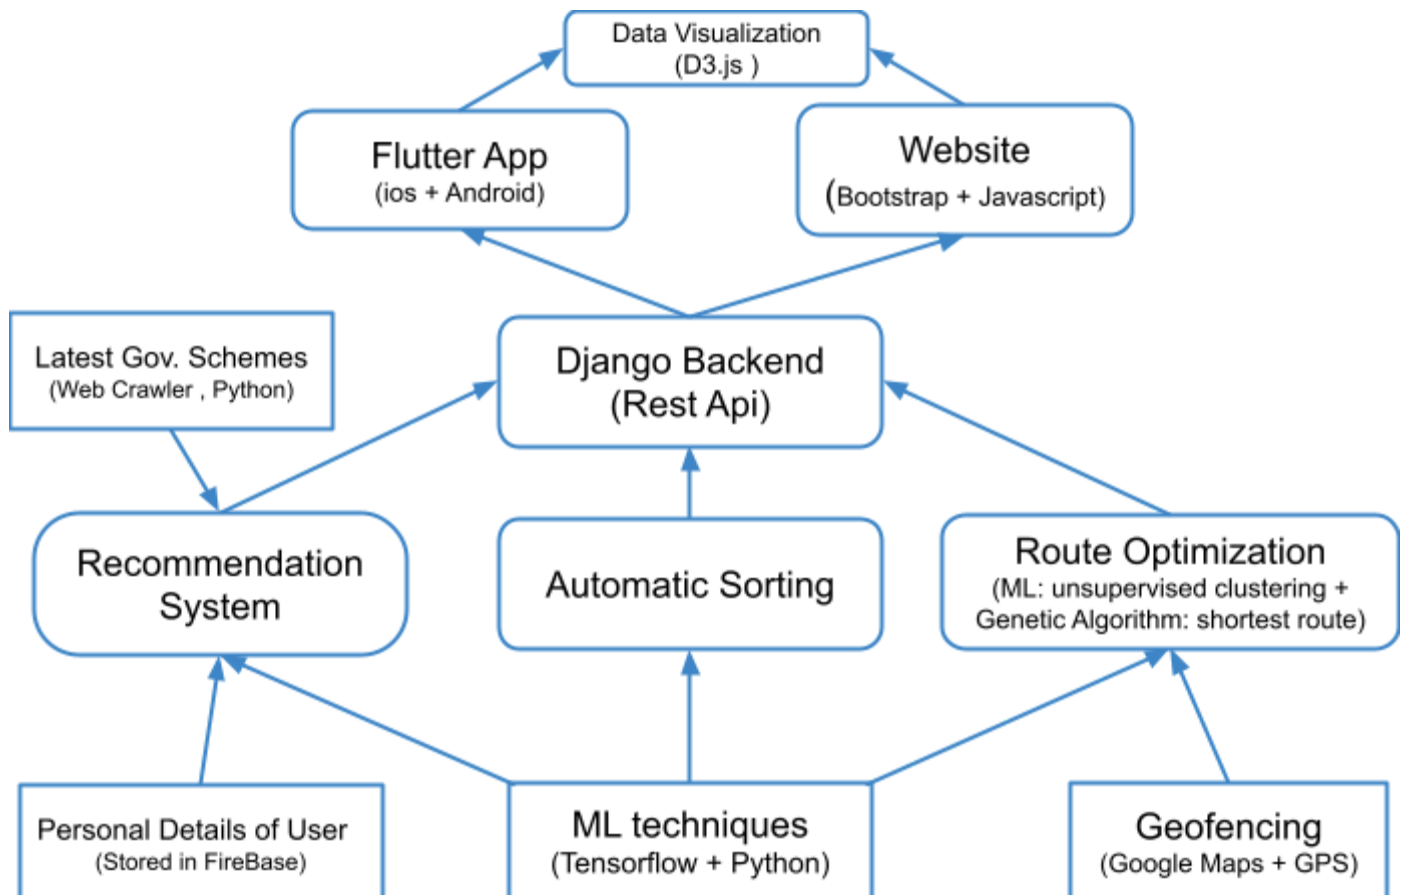 Data Visualization
(D3.js )
Flutter App
(ios + Android)
Website
(Bootstrap + Javascript)
Latest Gov. Schemes
(Web Crawler , Python)
Django Backend
(Rest Api)
Recommendation
System
Automatic Sorting
Route Optimization
(ML: unsupervised clustering +
Genetic Algorithm: shortest route)
Personal Details of User
(Stored in FireBase)
ML techniques
(Tensorflow + Python)
Geofencing
(Google Maps + GPS)